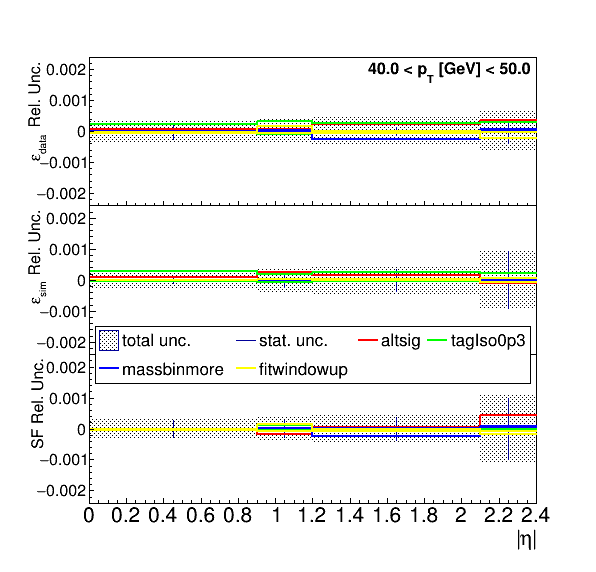 40.0 < pT [GeV] < 50.0
εdata Rel. Unc.
0.002
0.001
0
−0.001
−0.002
εsim Rel. Unc.
0.002
0.001
0
−0.001
−0.002
total unc. stat. unc. altsig tagIso0p3
massbinmore fitwindowup
SF Rel. Unc.
0.002
0.001
0
−0.001
−0.002
0 0.2 0.4 0.6 0.8 1 1.2 1.4 1.6 1.8 2 2.2 2.4
|η|